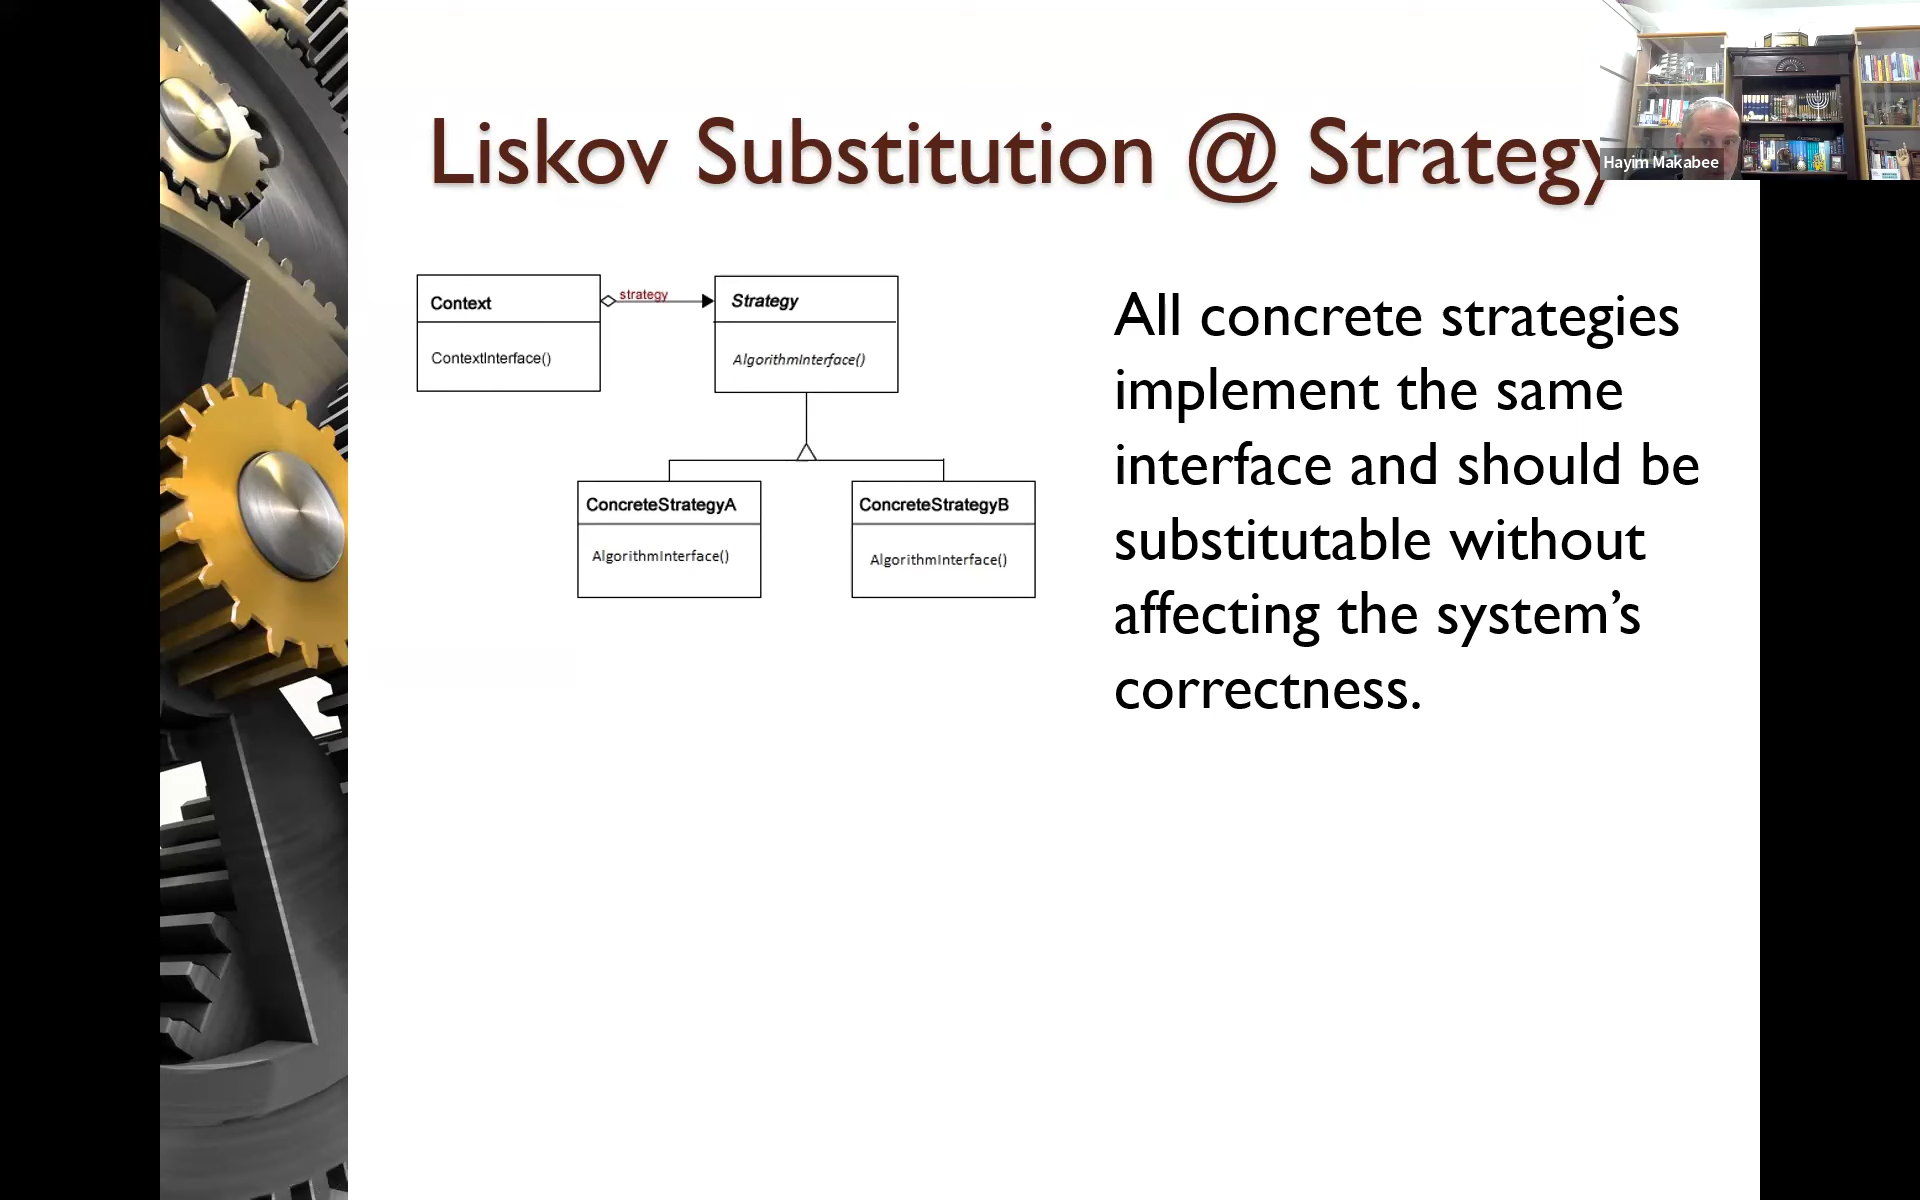 Liskov Substitution @ Strategy
Hayim Makabee
Context
strategy
Strategy
ContextInterface()
AlgorithmInterface()
ConcreteStrategyA
ConcreteStrategyB
AlgorithmInterface()
AlgorithmInterface()
All concrete strategies
implement the same
interface and should be
substitutable without
affecting the system’s
correctness.